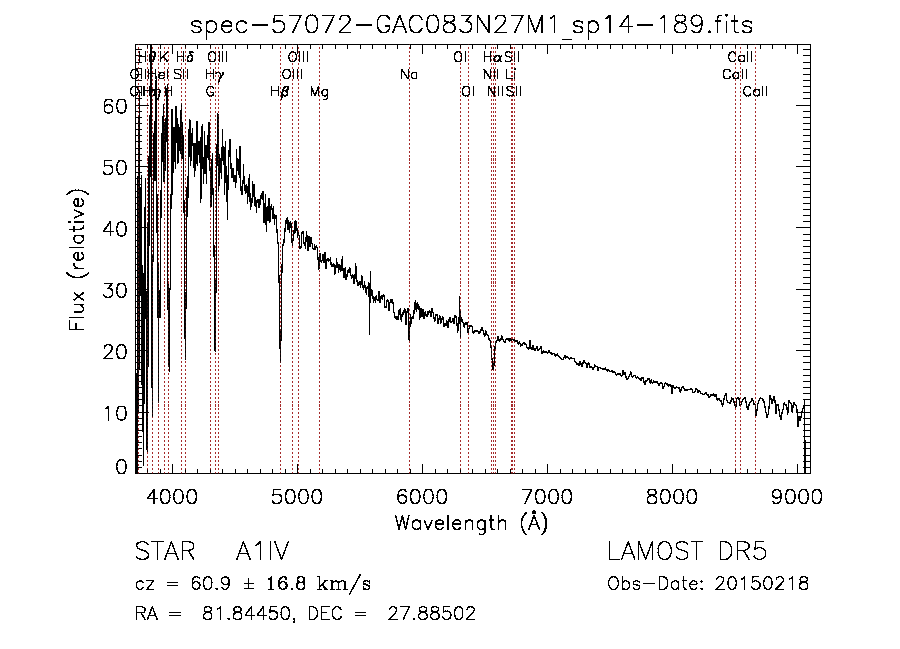 spec-57072-GAC083N27M1_sp14-189.fits
K Hδ OIII OIII OI Hα SII CaII
HeI SII Hγ OIII Na NII Li CaII
H G Hβ Mg OI NII SII CaII
60
50
40
30
20
10
0
Flux (relative)
4000 5000 6000 7000 8000 9000
Wavelength (Å)
STAR A1IV LAMOST DR5
cz = 60.9 ± 16.8 km/s Obs-Date: 20150218
RA = 81.84450, DEC = 27.88502